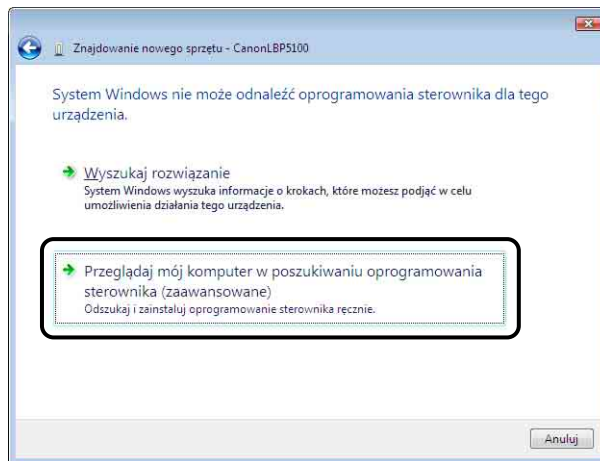 Znajdowanie nowego sprzętu - CanonLBP5100
System Windows nie może odnaleźć oprogramowania sterownika dla tego
urządzenia.
Wyszukaj rozwiązanie
System Windows wyszuka informacje o krokach, które możesz podjąć w celu
umożliwienia działania tego urządzenia.
Przeglądaj mój komputer w poszukiwaniu oprogramowania
sterownika (zaawansowane)
Odszukaj i zainstaluj oprogramowanie sterownika ręcznie.
Anuluj